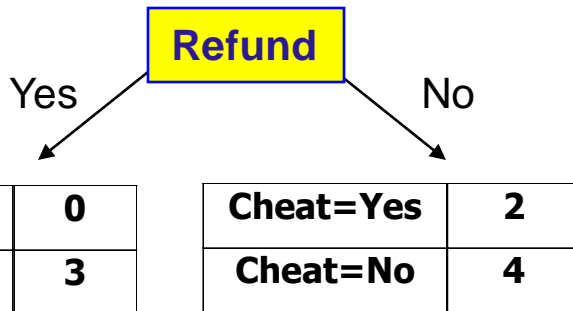 Refund
Yes No
0 Cheat=Yes 2
3 Cheat=No 4